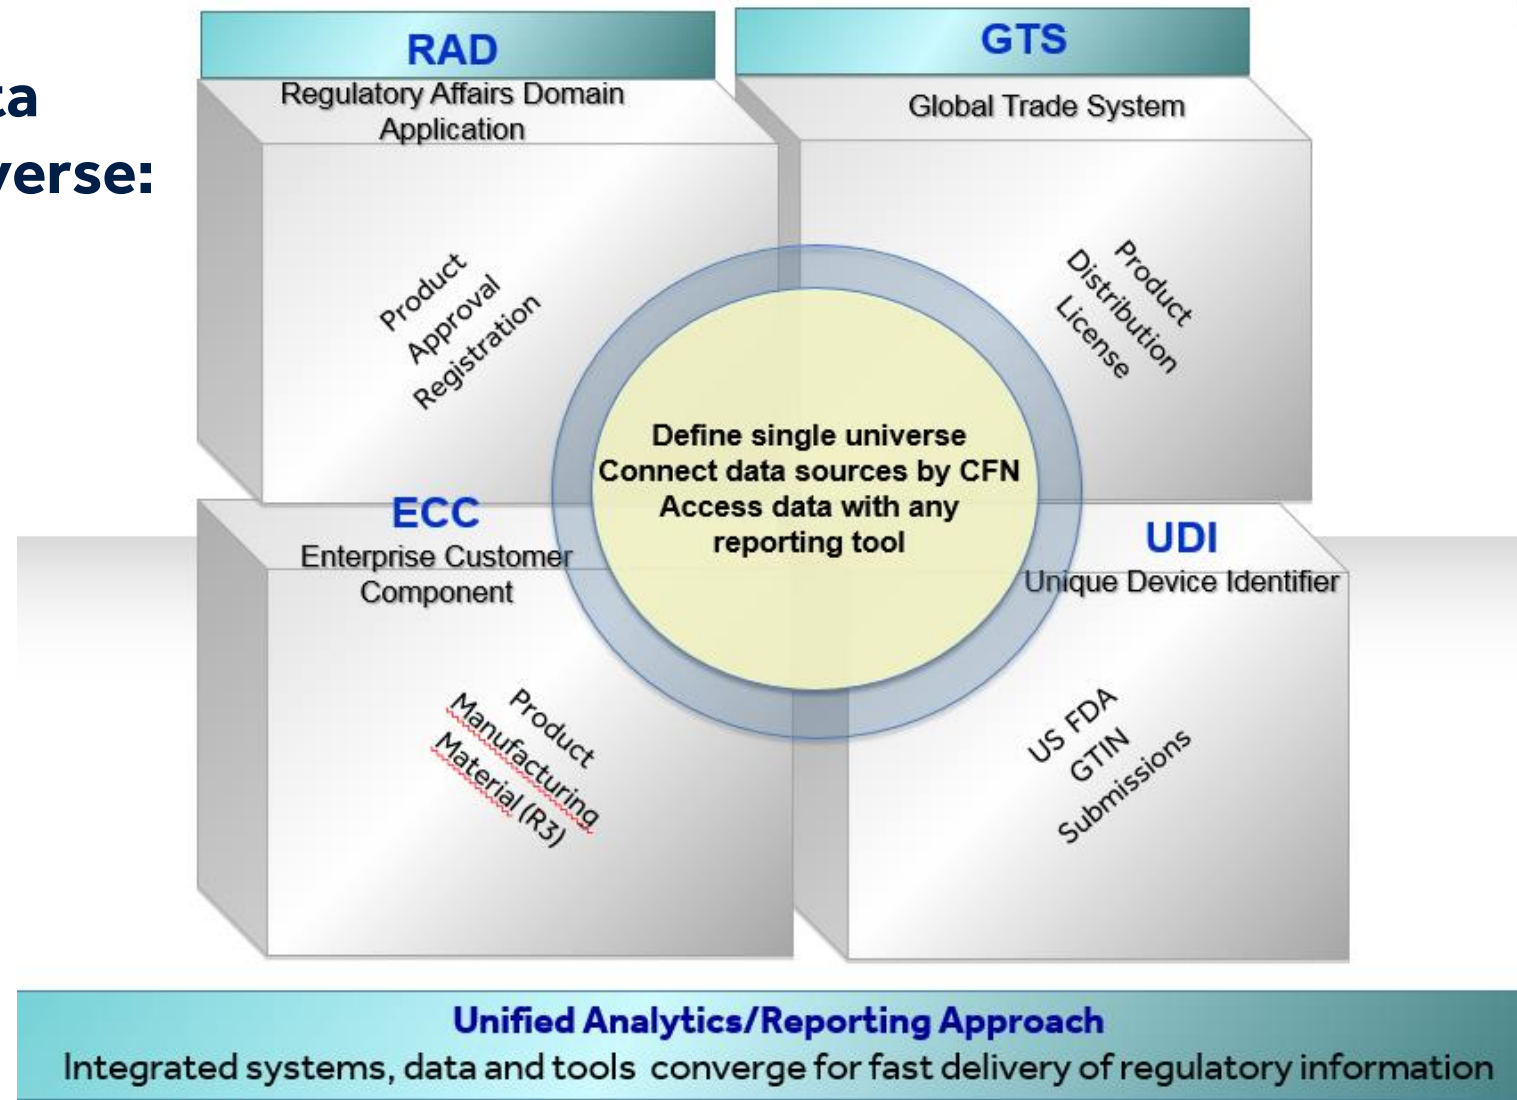 ta
verse:
RAD
Regulatory Affairs Domain
Application
Product
Approval
Registration
GTS
Global Trade System
Product
Distribution
License
Define single universe
Connect data sources by CFN
Access data with any
reporting tool
ECC
Enterprise Customer
Component
Product
Manufacturing
Material (R3)
UDI
Unique Device Identifier
US FDA
GTIN
Submissions
Unified Analytics/Reporting Approach
Integrated systems, data and tools converge for fast delivery of regulatory information